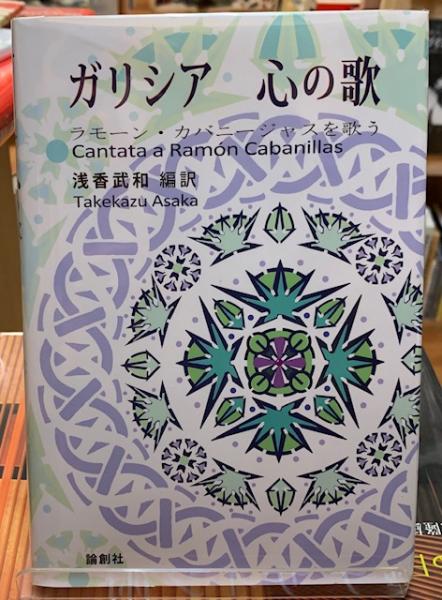 ガリシア 心の歌
ラモーン・カバニージャスを歌う
Cantata a Ramón Cabanillas
浅香武和 編訳
Takekazu Asaka
論創社